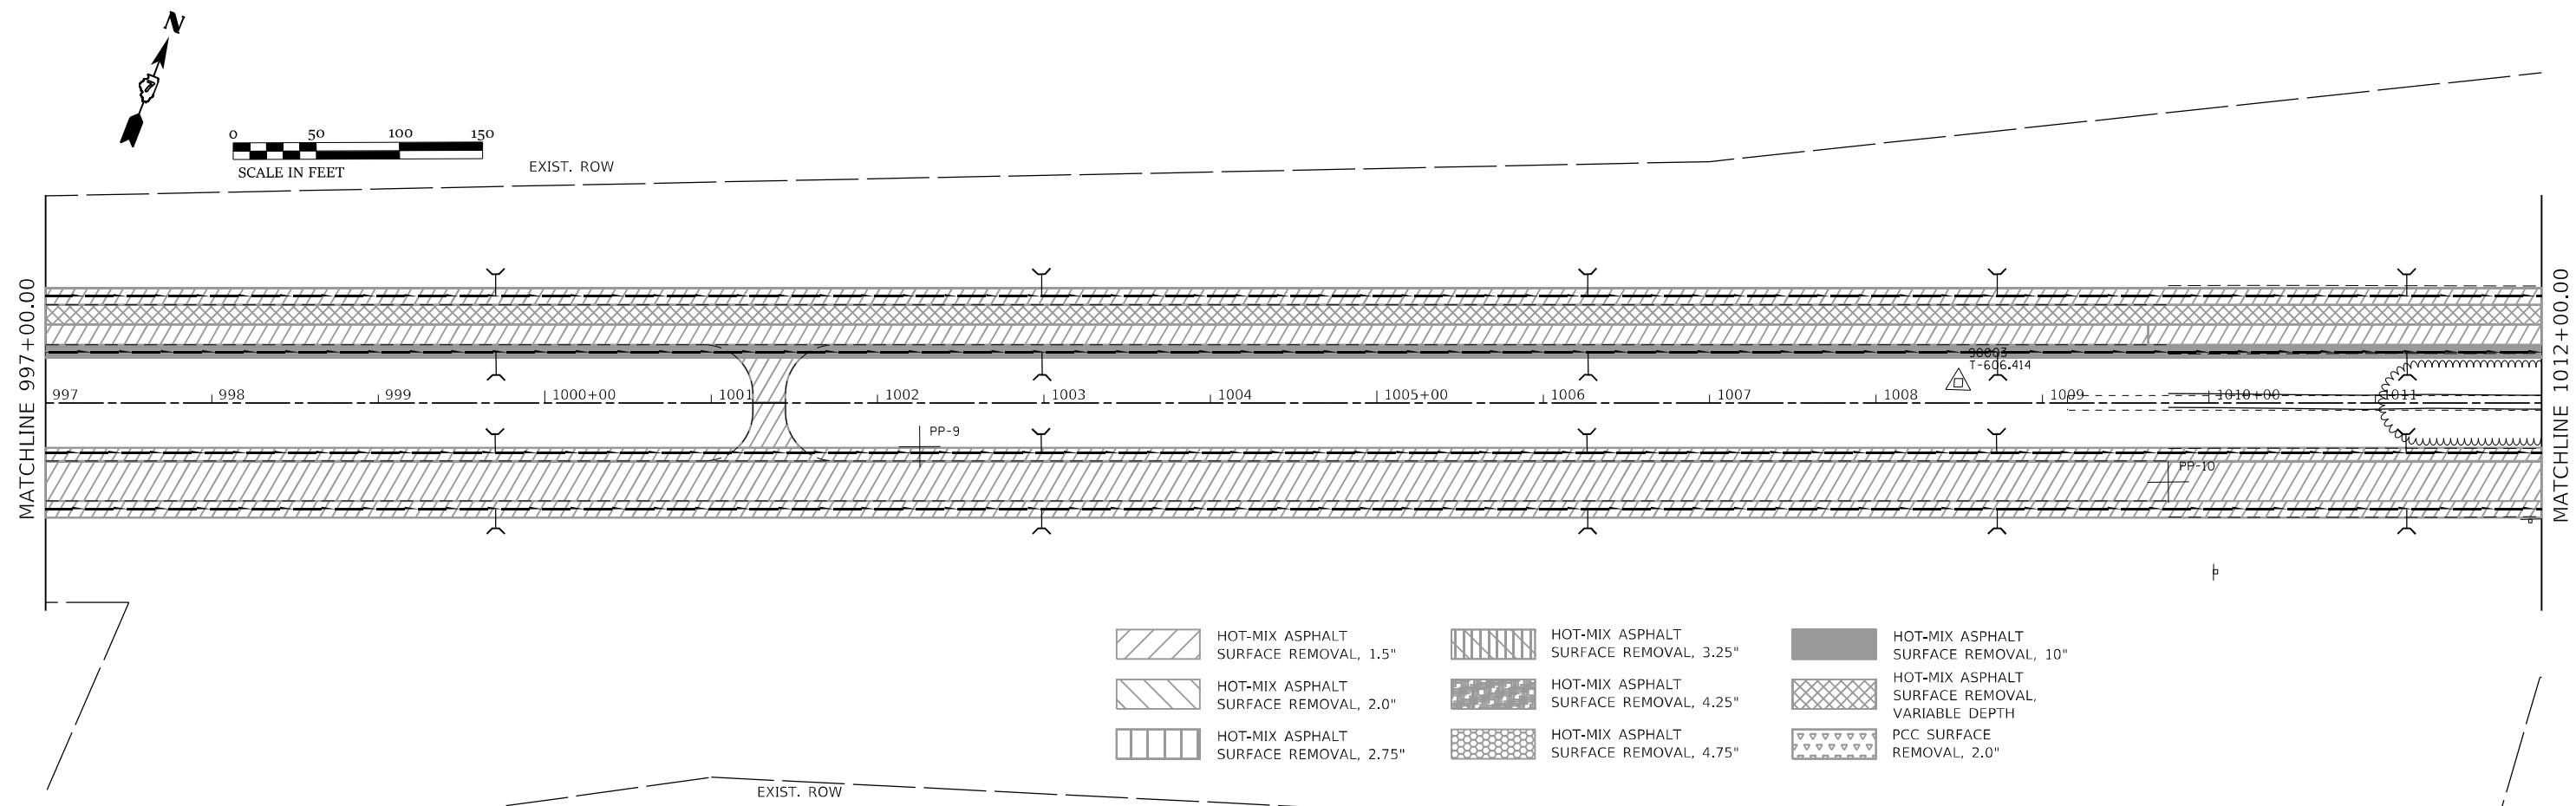 N
0 50 100 150
SCALE IN FEET
EXIST. ROW
MATCHLINE 997+00.00
MATCHLINE 1012+00.00
90003
T-606.414
997 998 999 1000+00 1001 1002 1003 1004 1005+00 1006 1007 1008 1009 1010+00 1011
PP-9
PP-10
HOT-MIX ASPHALT
SURFACE REMOVAL, 1.5"
HOT-MIX ASPHALT
SURFACE REMOVAL, 2.0"
HOT-MIX ASPHALT
SURFACE REMOVAL, 2.75"
HOT-MIX ASPHALT
SURFACE REMOVAL, 3.25"
HOT-MIX ASPHALT
SURFACE REMOVAL, 4.25"
HOT-MIX ASPHALT
SURFACE REMOVAL, 4.75"
HOT-MIX ASPHALT
SURFACE REMOVAL, 10"
HOT-MIX ASPHALT
SURFACE REMOVAL,
VARIABLE DEPTH
PCC SURFACE
REMOVAL, 2.0"
EXIST. ROW